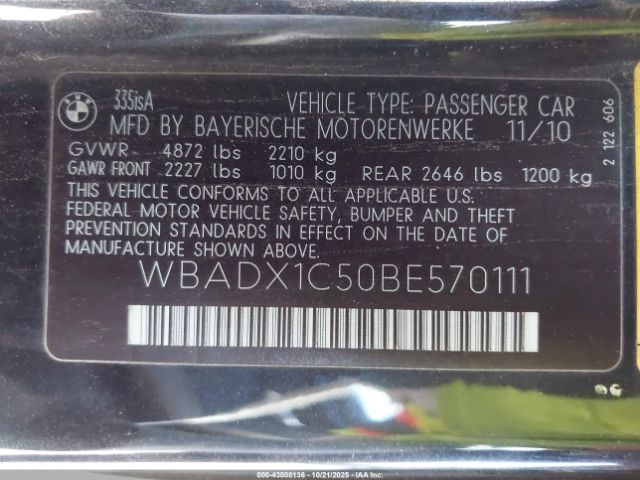 BMW
335isA
VEHICLE TYPE: PASSENGER CAR
MFD BY BAYERISCHE MOTORENWERKE 11/10
GVWR 4872 lbs 2210 kg
GAWR FRONT 2227 lbs 1010 kg REAR 2646 lbs 1200 kg
THIS VEHICLE CONFORMS TO ALL APPLICABLE U.S.
FEDERAL MOTOR VEHICLE SAFETY, BUMPER AND THEFT
PREVENTION STANDARDS IN EFFECT ON THE DATE OF
MANUFACTURE SHOWN ABOVE.
WBADX1C50BE570111
2 122 606
000-43508136 - 10/21/2025 - IAAI.COM